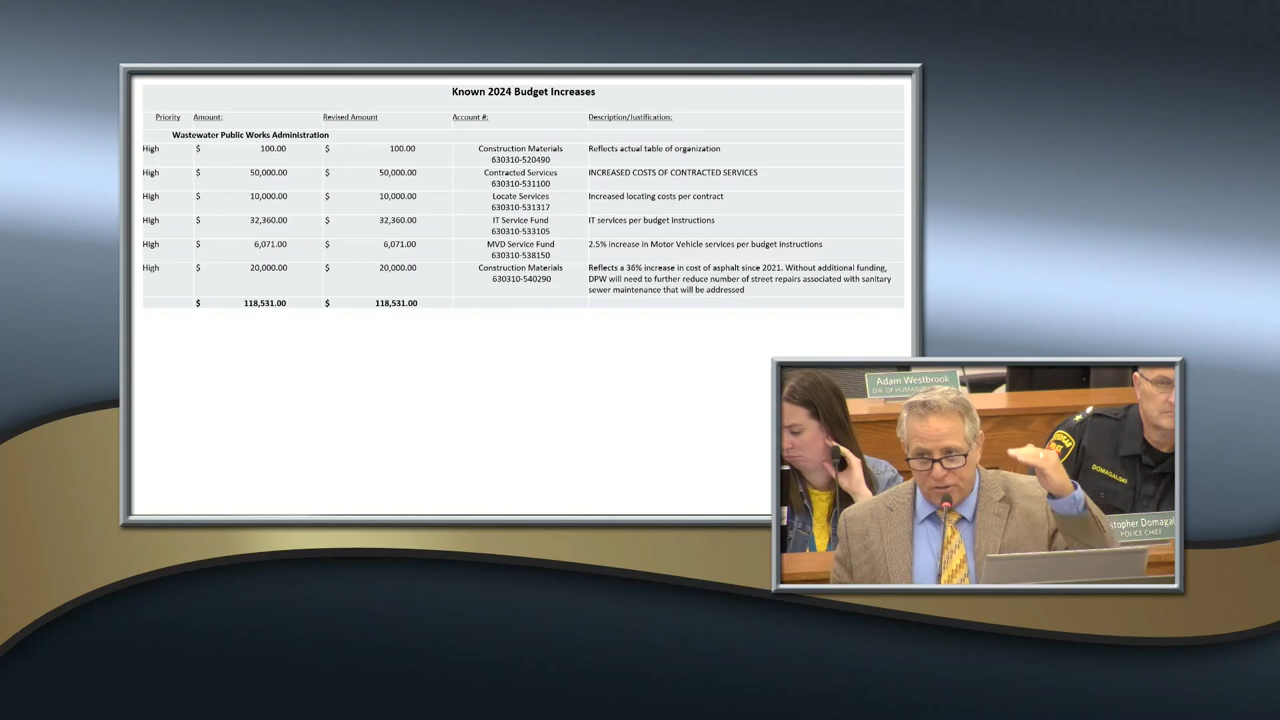 Known 2024 Budget Increases
Priority Amount: Revised Amount Account #: Description/Justification:
Wastewater Public Works Administration
High $ 100.00 $ 100.00 Construction Materials Reflects actual table of organization
630310-520490
High $ 50,000.00 $ 50,000.00 Contracted Services INCREASED COSTS OF CONTRACTED SERVICES
630310-531100
High $ 10,000.00 $ 10,000.00 Locate Services Increased locating costs per contract
630310-531317
High $ 32,360.00 $ 32,360.00 IT Service Fund IT services per budget instructions
630310-533105
High $ 6,071.00 $ 6,071.00 MVD Service Fund 2.5% increase in Motor Vehicle services per budget instructions
630310-538150
High $ 20,000.00 $ 20,000.00 Construction Materials Reflects a 36% increase in cost of asphalt since 2021. Without additional funding,
630310-540290 DPW will need to further reduce number of street repairs associated with sanitary
sewer maintenance that will be addressed
$ 118,531.00 $ 118,531.00
Adam Westbrook
DIR OF HUMAN
DOMAGALSKI
stopher Domagal
POLICE CHIEF